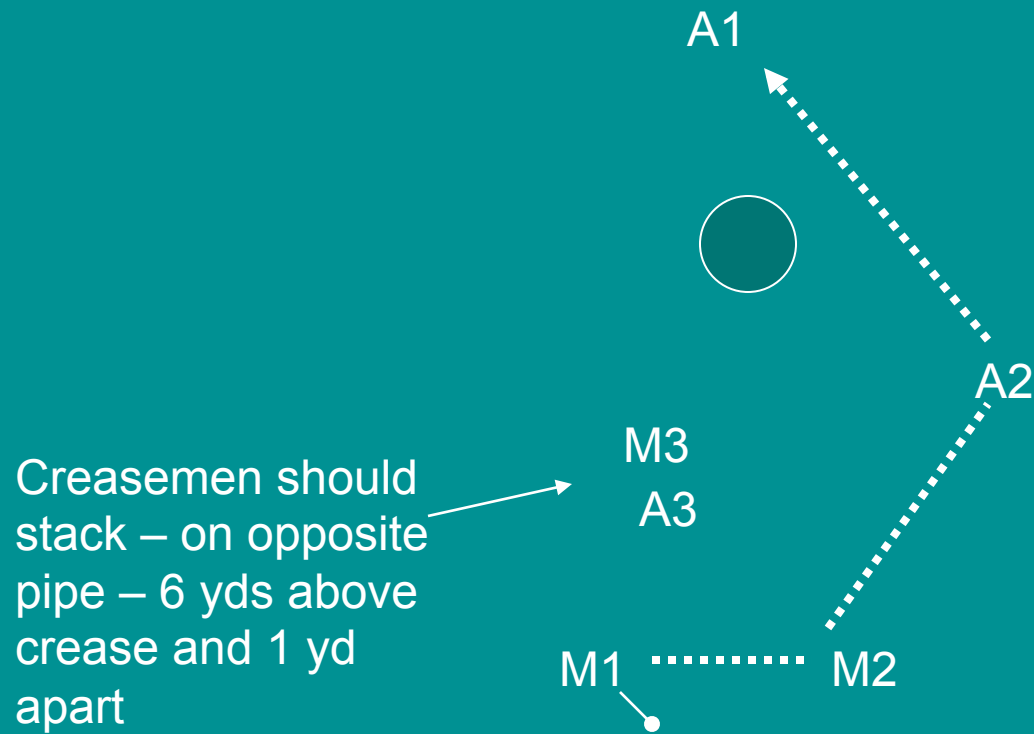 A1
A2
M3
A3
Creasemen should
stack – on opposite
pipe – 6 yds above
crease and 1 yd
apart
M1
M2